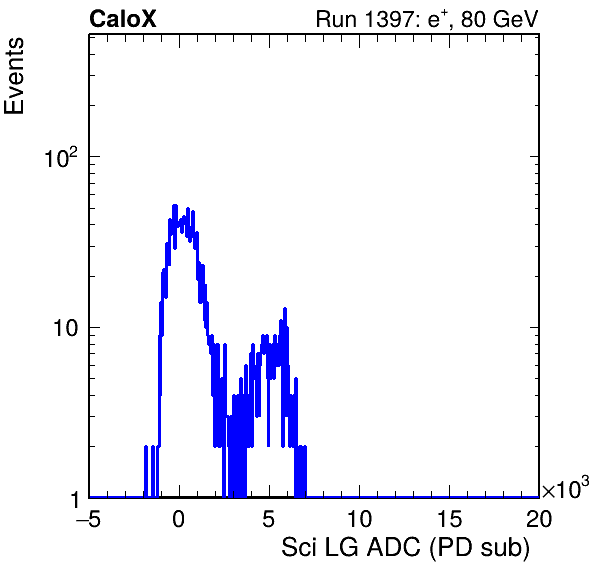 CaloX Run 1397: e⁺, 80 GeV
Events
10²
10
1
−5 0 5 10 15 20 ×10³
Sci LG ADC (PD sub)